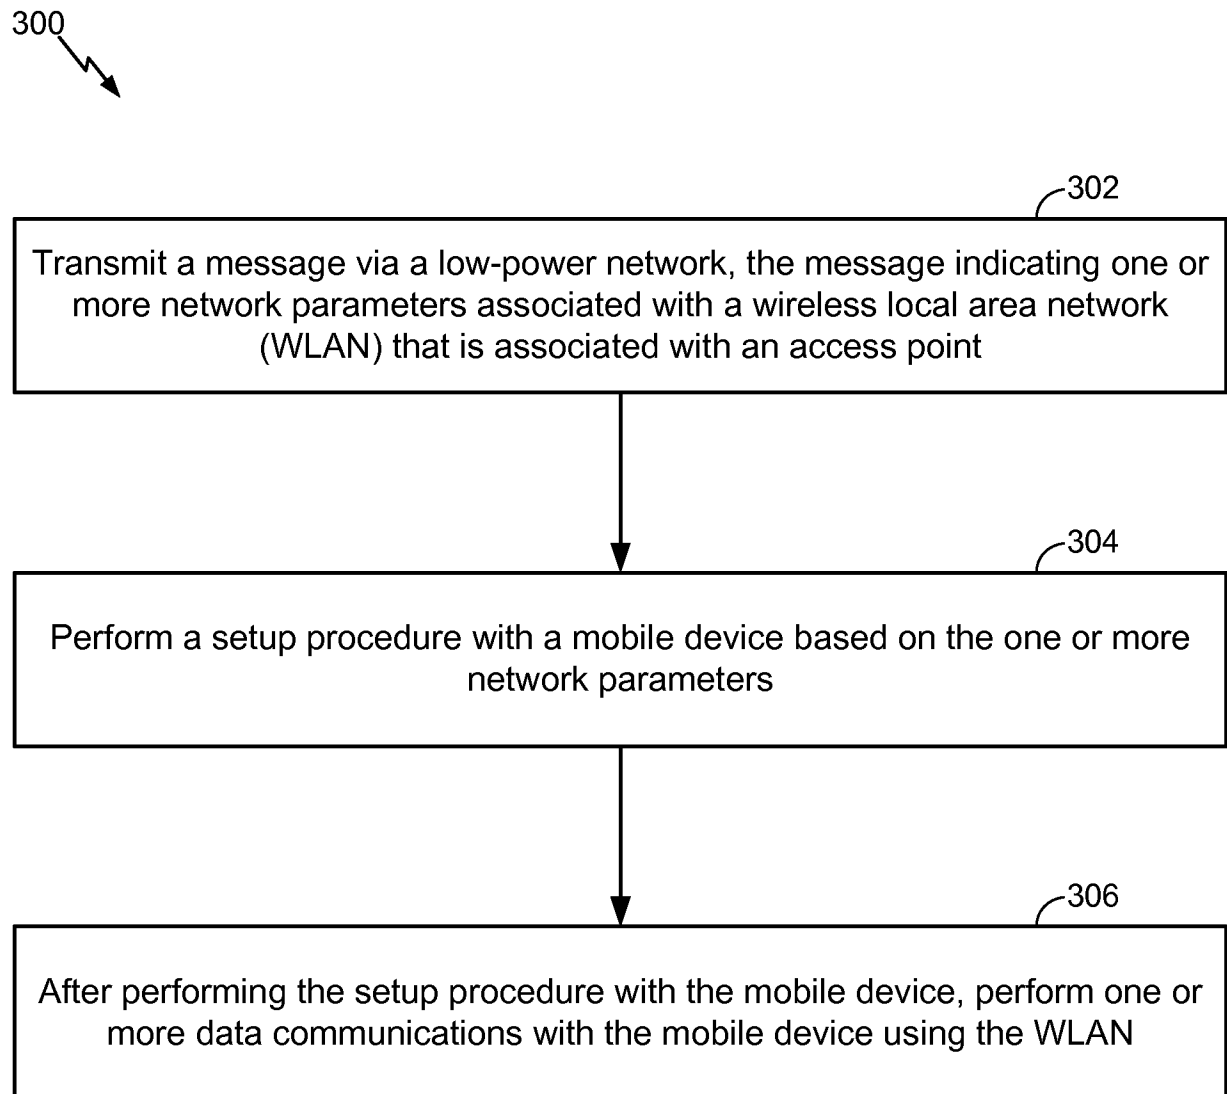 300
302
Transmit a message via a low-power network, the message indicating one or
more network parameters associated with a wireless local area network
(WLAN) that is associated with an access point
304
Perform a setup procedure with a mobile device based on the one or more
network parameters
306
After performing the setup procedure with the mobile device, perform one or
more data communications with the mobile device using the WLAN